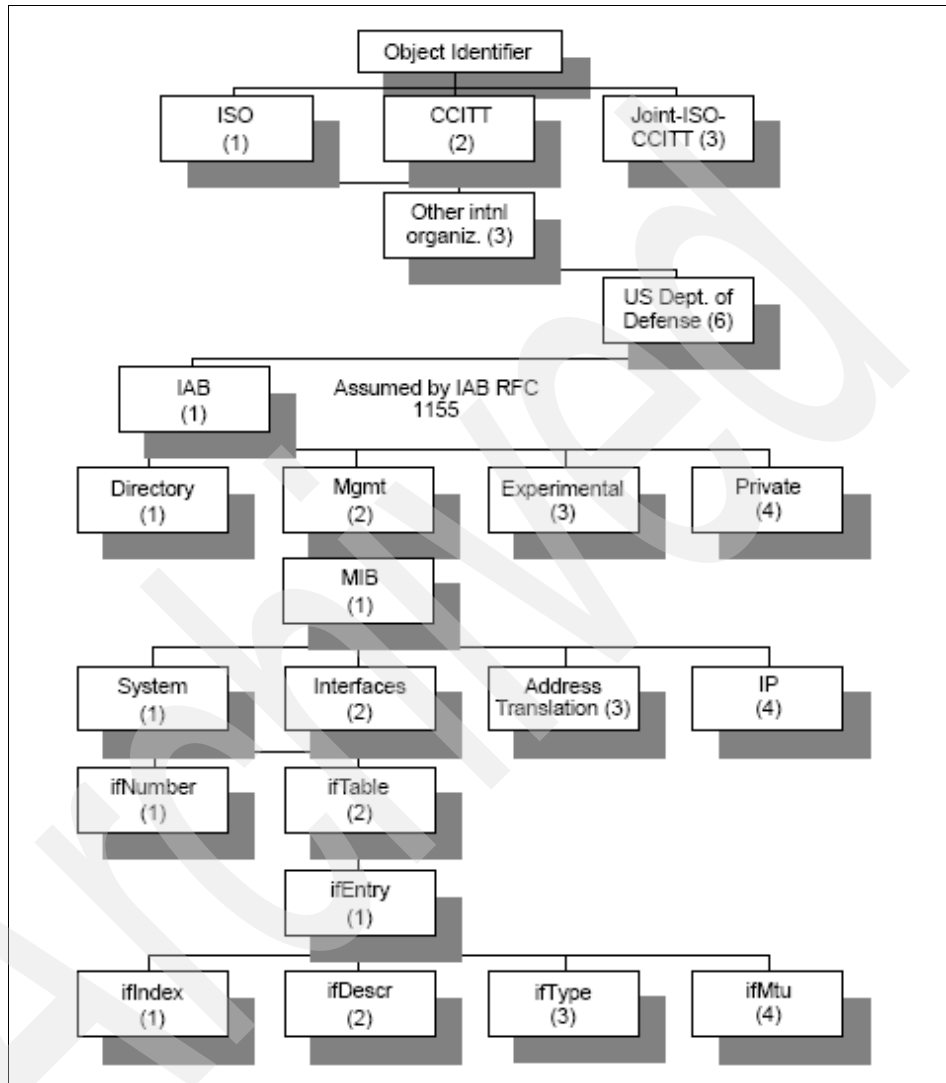 Object Identifier
ISO
(1)
CCITT
(2)
Joint-ISO-
CCITT (3)
Other intnl
organiz. (3)
US Dept. of
Defense (6)
IAB
(1)
Assumed by IAB RFC
1155
Directory
(1)
Mgmt
(2)
Experimental
(3)
Private
(4)
MIB
(1)
System
(1)
Interfaces
(2)
Address
Translation (3)
IP
(4)
ifNumber
(1)
ifTable
(2)
ifEntry
(1)
ifIndex
(1)
ifDescr
(2)
ifType
(3)
ifMtu
(4)
Archived